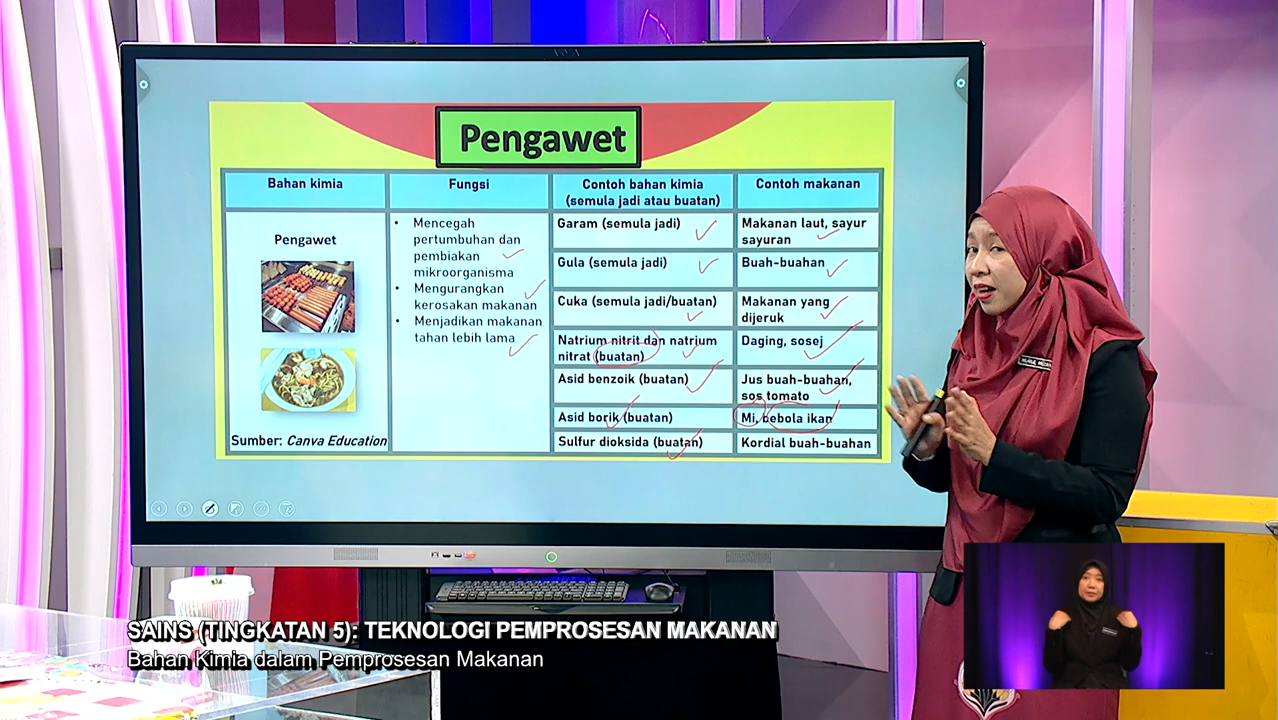 Pengawet
Bahan kimia
Fungsi
Contoh bahan kimia
(semula jadi atau buatan)
Contoh makanan
Pengawet
Sumber: Canva Education
• Mencegah
pertumbuhan dan
pembiakan
mikroorganisma
• Mengurangkan
kerosakan makanan
• Menjadikan makanan
tahan lebih lama
Garam (semula jadi)
Makanan laut, sayur
sayuran
Gula (semula jadi)
Buah-buahan
Cuka (semula jadi/buatan)
Makanan yang
dijeruk
Natrium nitrit dan natrium
nitrat (buatan)
Daging, sosej
Asid benzoik (buatan)
Jus buah-buahan,
sos tomato
Asid borik (buatan)
Mi, bebola ikan
Sulfur dioksida (buatan)
Kordial buah-buahan
SAINS (TINGKATAN 5): TEKNOLOGI PEMPROSESAN MAKANAN
Bahan Kimia dalam Pemprosesan Makanan